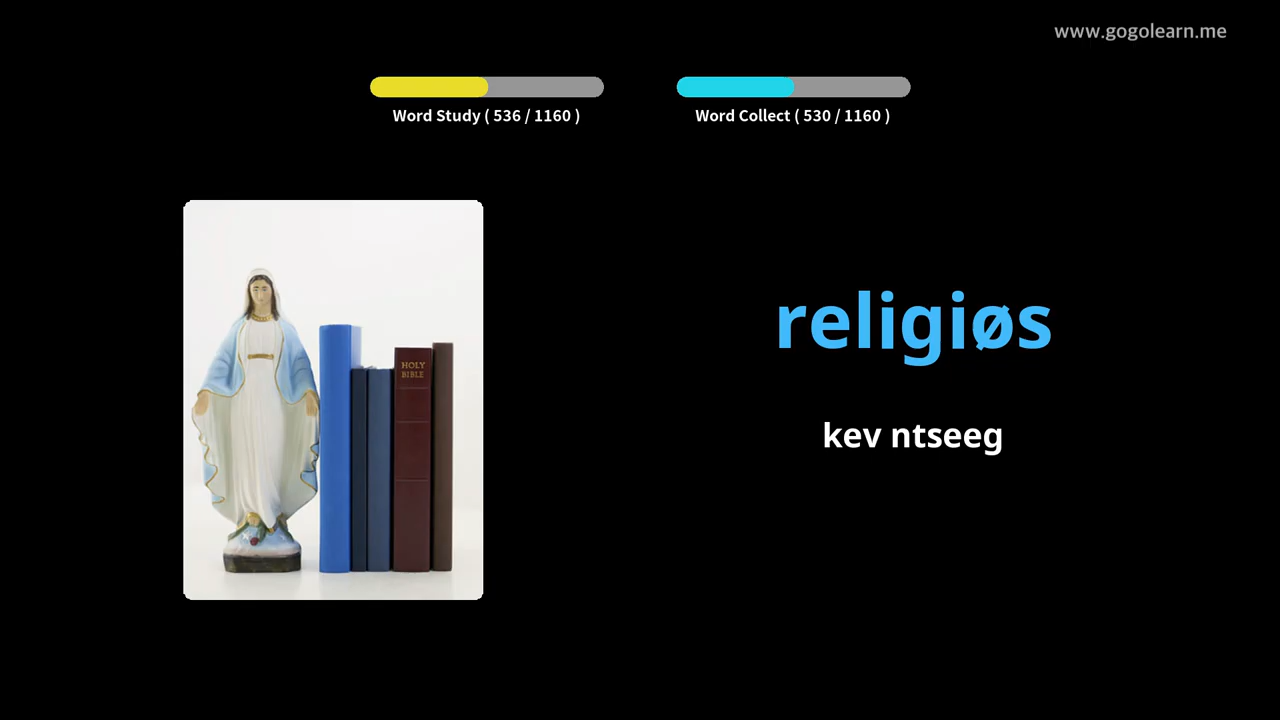 www.gogolearn.me
Word Study ( 536 / 1160 )
Word Collect ( 530 / 1160 )
HOLY
BIBLE
religiøs
kev ntseeg